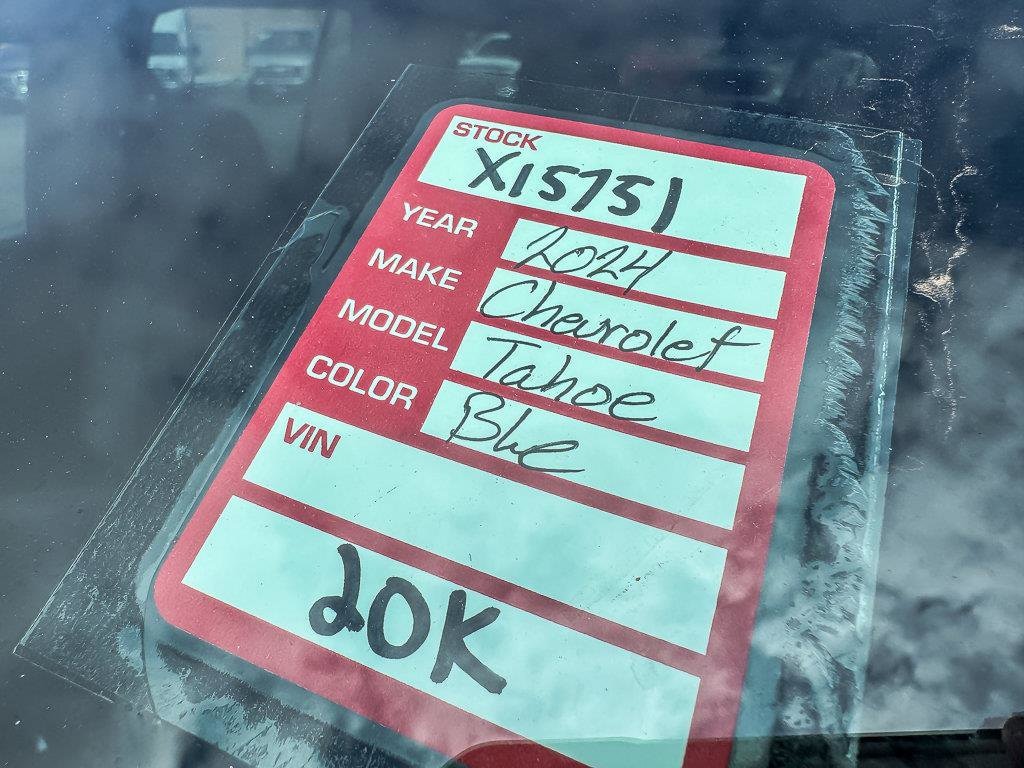 STOCK
X15751
YEAR 2024
MAKE Chevrolet
MODEL Tahoe
COLOR Blue
VIN
20K